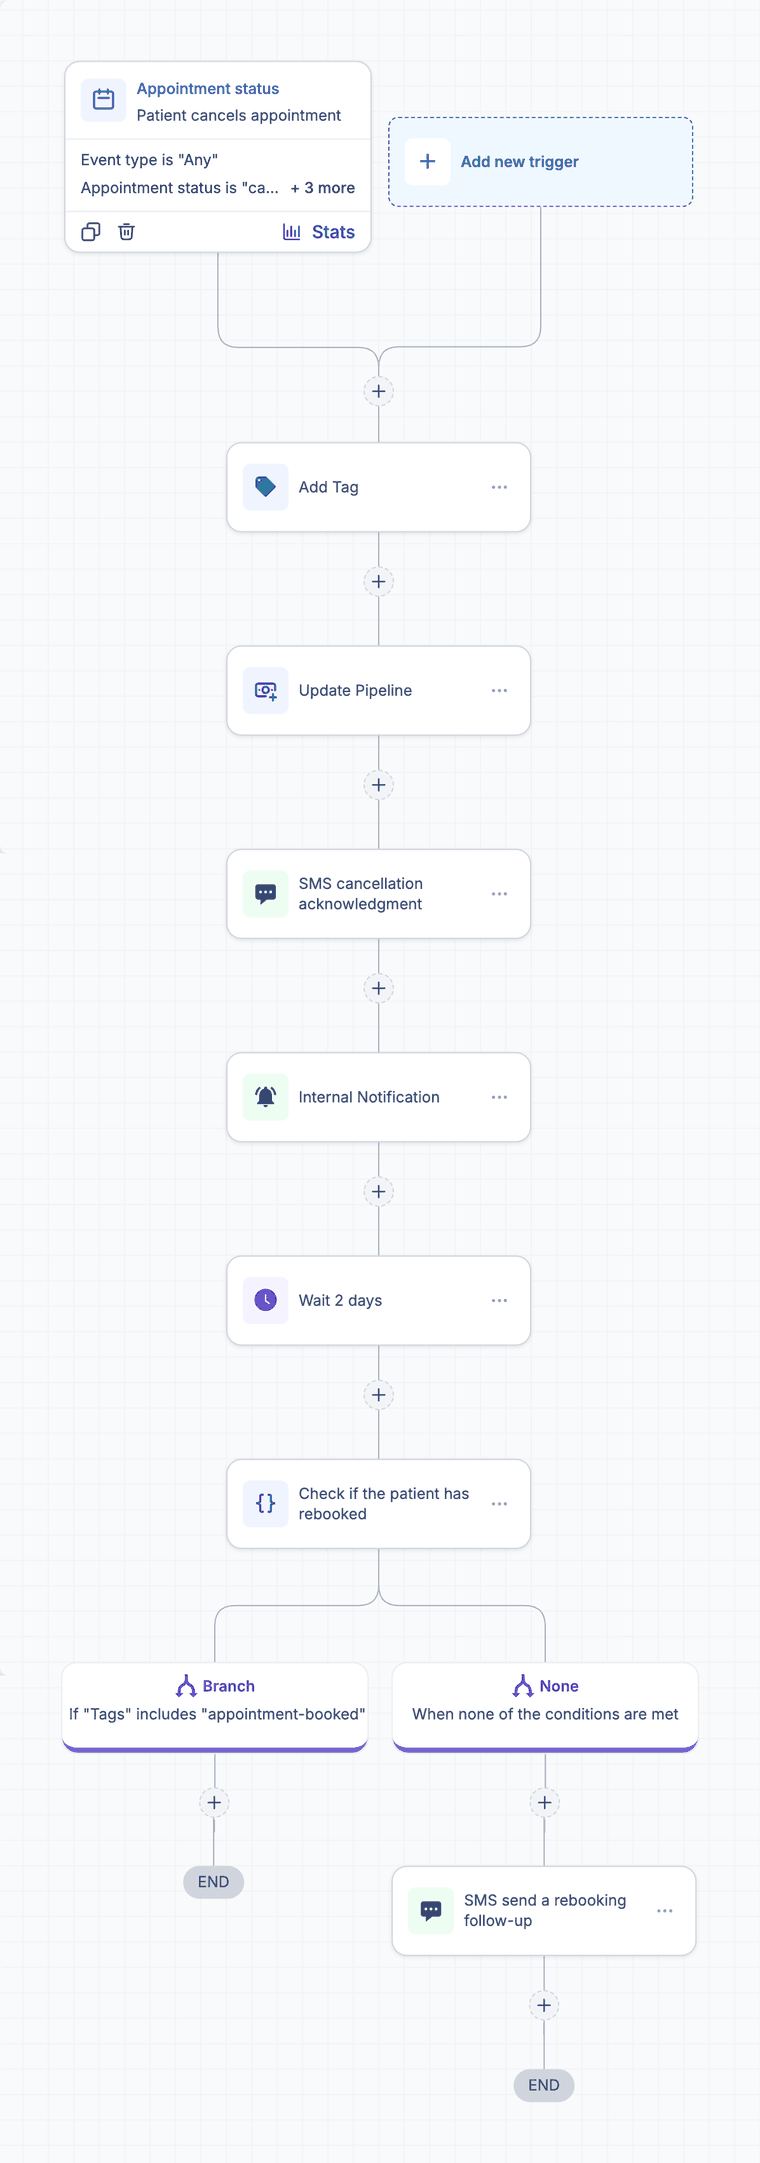 Appointment status
Patient cancels appointment
Event type is "Any"
Appointment status is "ca... + 3 more
Stats
Add new trigger
Add Tag
Update Pipeline
SMS cancellation
acknowledgment
Internal Notification
Wait 2 days
Check if the patient has
rebooked
Branch
If "Tags" includes "appointment-booked"
None
When none of the conditions are met
END
SMS send a rebooking
follow-up
END